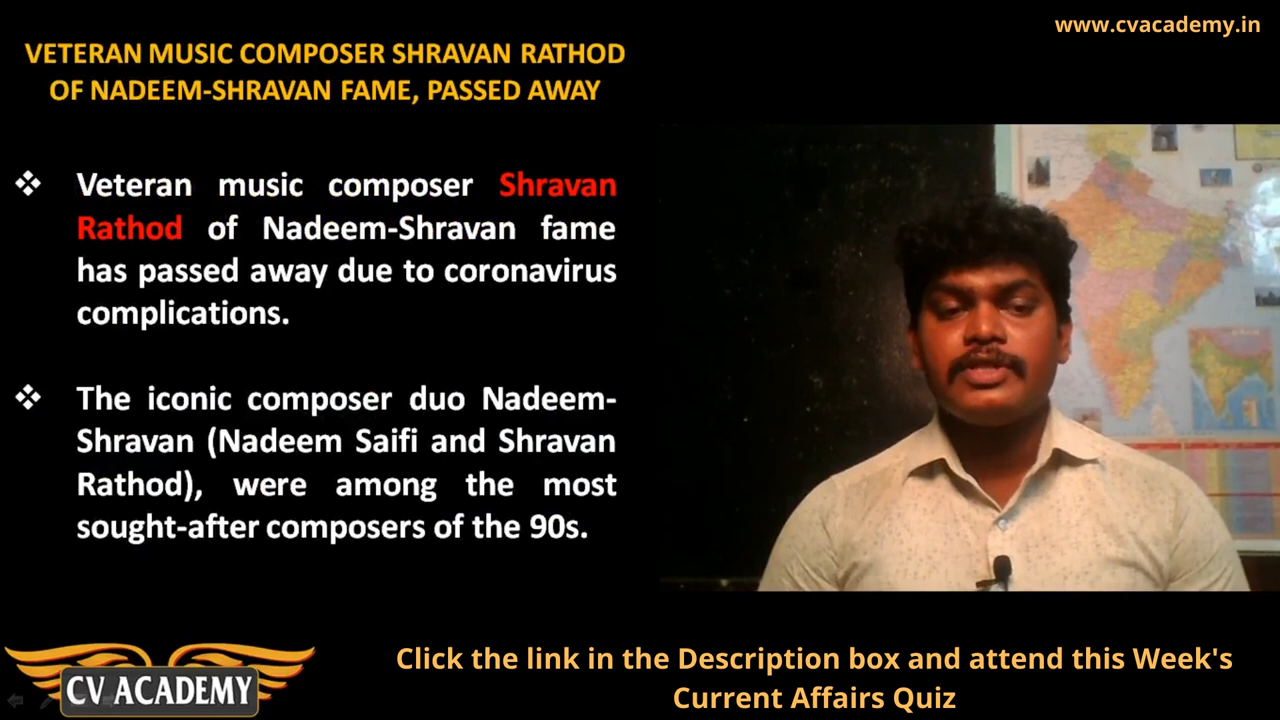 www.cvacademy.in
VETERAN MUSIC COMPOSER SHRAVAN RATHOD
OF NADEEM-SHRAVAN FAME, PASSED AWAY
❖ Veteran music composer Shravan
Rathod of Nadeem-Shravan fame
has passed away due to coronavirus
complications.
❖ The iconic composer duo Nadeem-
Shravan (Nadeem Saifi and Shravan
Rathod), were among the most
sought-after composers of the 90s.
CV ACADEMY
Click the link in the Description box and attend this Week's
Current Affairs Quiz